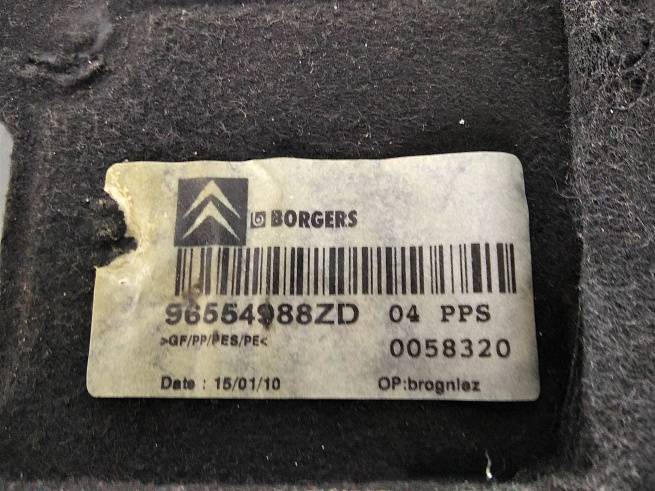 BORGERS
96554988ZD 04 PPS
>GF/PP/PES/PE< 0058320
Date : 15/01/10 OP:brogniez